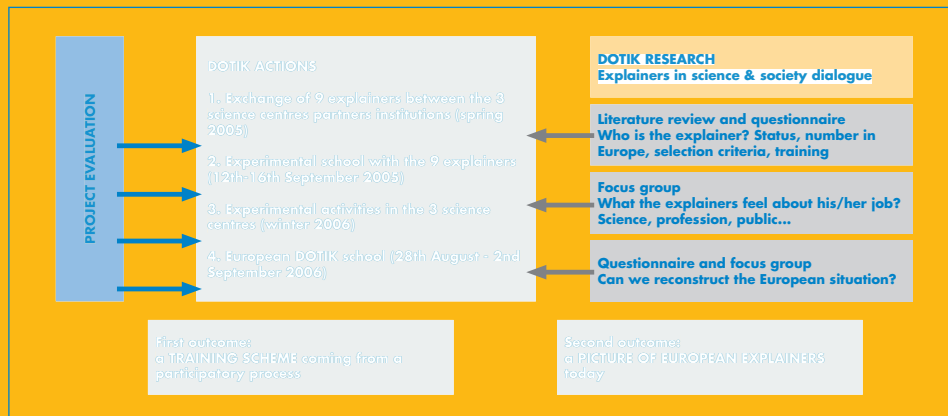 PROJECT EVALUATION
DOTIK ACTIONS
1. Exchange of 9 explainers between the 3
science centres partners institutions (spring
2005)
2. Experimental school with the 9 explainers
(12th-16th September 2005)
3. Experimental activities in the 3 science
centres (winter 2006)
4. European DOTIK school (28th August - 2nd
September 2006)
DOTIK RESEARCH
Explainers in science & society dialogue
Literature review and questionnaire
Who is the explainer? Status, number in
Europe, selection criteria, training
Focus group
What the explainers feel about his/her job?
Science, profession, public...
Questionnaire and focus group
Can we reconstruct the European situation?
First outcome:
a TRAINING SCHEME coming from a
participatory process
Second outcome:
a PICTURE OF EUROPEAN EXPLAINERS
today